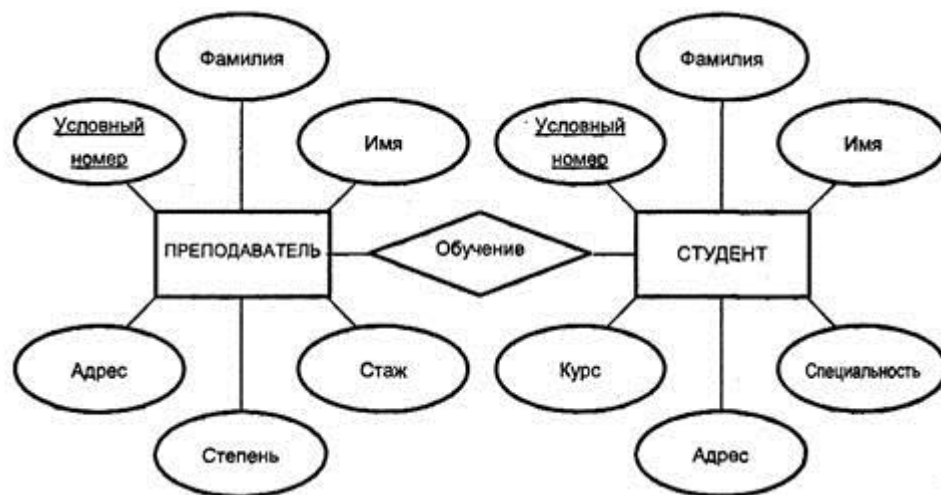 Фамилия
Фамилия
Условный
номер
Имя
Условный
номер
Имя
ПРЕПОДАВАТЕЛЬ
Обучение
СТУДЕНТ
Адрес
Стаж
Курс
Специальность
Степень
Адрес